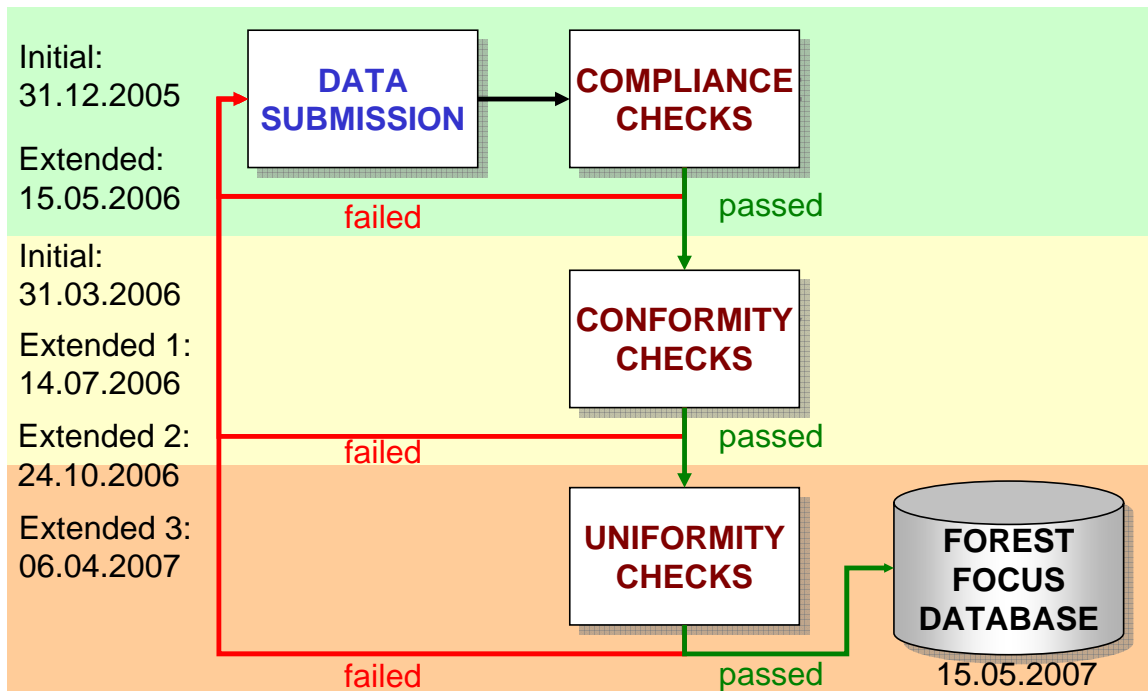 Initial:
31.12.2005
DATA
SUBMISSION
COMPLIANCE
CHECKS
Extended:
15.05.2006
failed
passed
Initial:
31.03.2006
CONFORMITY
CHECKS
Extended 1:
14.07.2006
Extended 2:
24.10.2006
failed
passed
Extended 3:
06.04.2007
UNIFORMITY
CHECKS
FOREST
FOCUS
DATABASE
failed
passed
15.05.2007